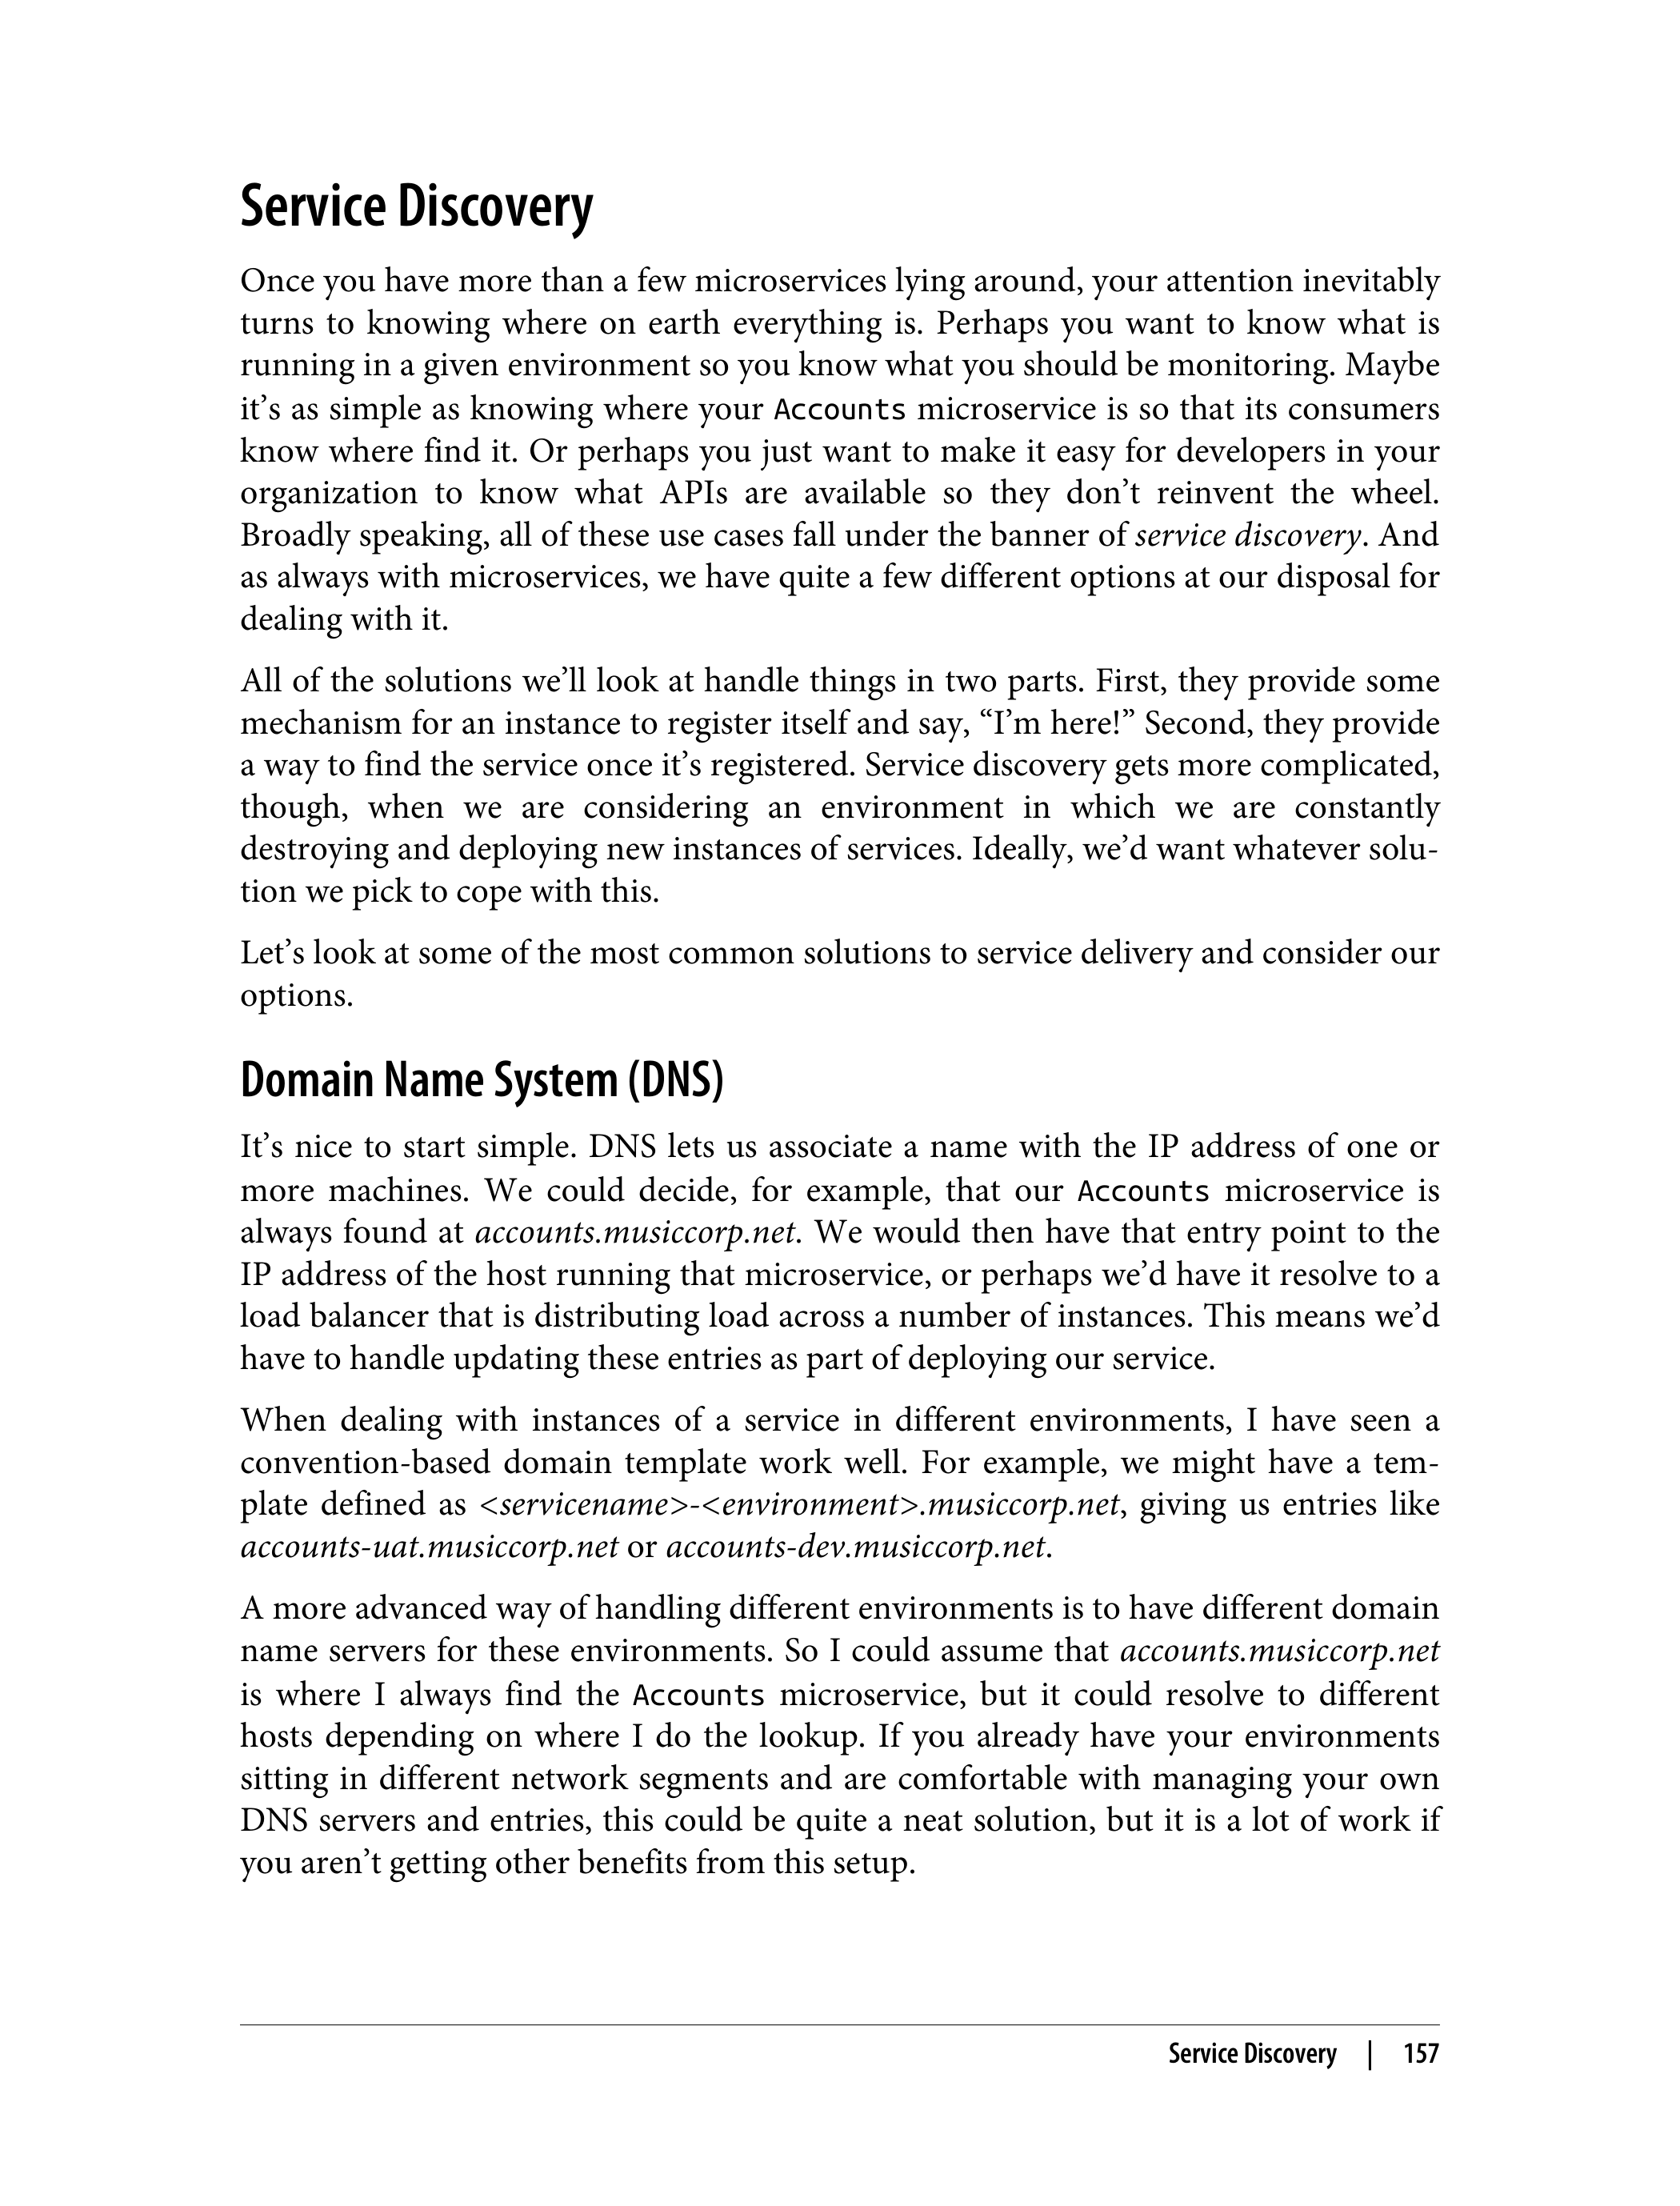 Service Discovery
Once you have more than a few microservices lying around, your attention inevitably
turns to knowing where on earth everything is. Perhaps you want to know what is
running in a given environment so you know what you should be monitoring. Maybe
it’s as simple as knowing where your Accounts microservice is so that its consumers
know where find it. Or perhaps you just want to make it easy for developers in your
organization to know what APIs are available so they don’t reinvent the wheel.
Broadly speaking, all of these use cases fall under the banner of service discovery. And
as always with microservices, we have quite a few different options at our disposal for
dealing with it.
All of the solutions we’ll look at handle things in two parts. First, they provide some
mechanism for an instance to register itself and say, “I’m here!” Second, they provide
a way to find the service once it’s registered. Service discovery gets more complicated,
though, when we are considering an environment in which we are constantly
destroying and deploying new instances of services. Ideally, we’d want whatever solu-
tion we pick to cope with this.
Let’s look at some of the most common solutions to service delivery and consider our
options.
Domain Name System (DNS)
It’s nice to start simple. DNS lets us associate a name with the IP address of one or
more machines. We could decide, for example, that our Accounts microservice is
always found at accounts.musiccorp.net. We would then have that entry point to the
IP address of the host running that microservice, or perhaps we’d have it resolve to a
load balancer that is distributing load across a number of instances. This means we’d
have to handle updating these entries as part of deploying our service.
When dealing with instances of a service in different environments, I have seen a
convention-based domain template work well. For example, we might have a tem-
plate defined as <servicename>-<environment>.musiccorp.net, giving us entries like
accounts-uat.musiccorp.net or accounts-dev.musiccorp.net.
A more advanced way of handling different environments is to have different domain
name servers for these environments. So I could assume that accounts.musiccorp.net
is where I always find the Accounts microservice, but it could resolve to different
hosts depending on where I do the lookup. If you already have your environments
sitting in different network segments and are comfortable with managing your own
DNS servers and entries, this could be quite a neat solution, but it is a lot of work if
you aren’t getting other benefits from this setup.
Service Discovery | 157